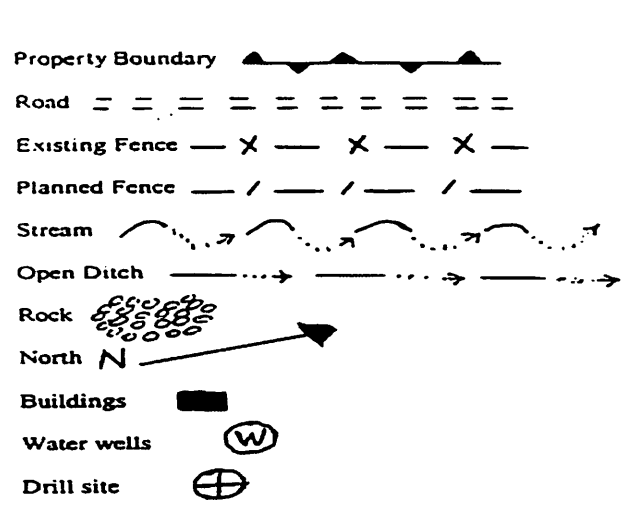 Property Boundary
Road
Existing Fence
Planned Fence
Stream
Open Ditch
Rock
North N
Buildings
Water wells W
Drill site